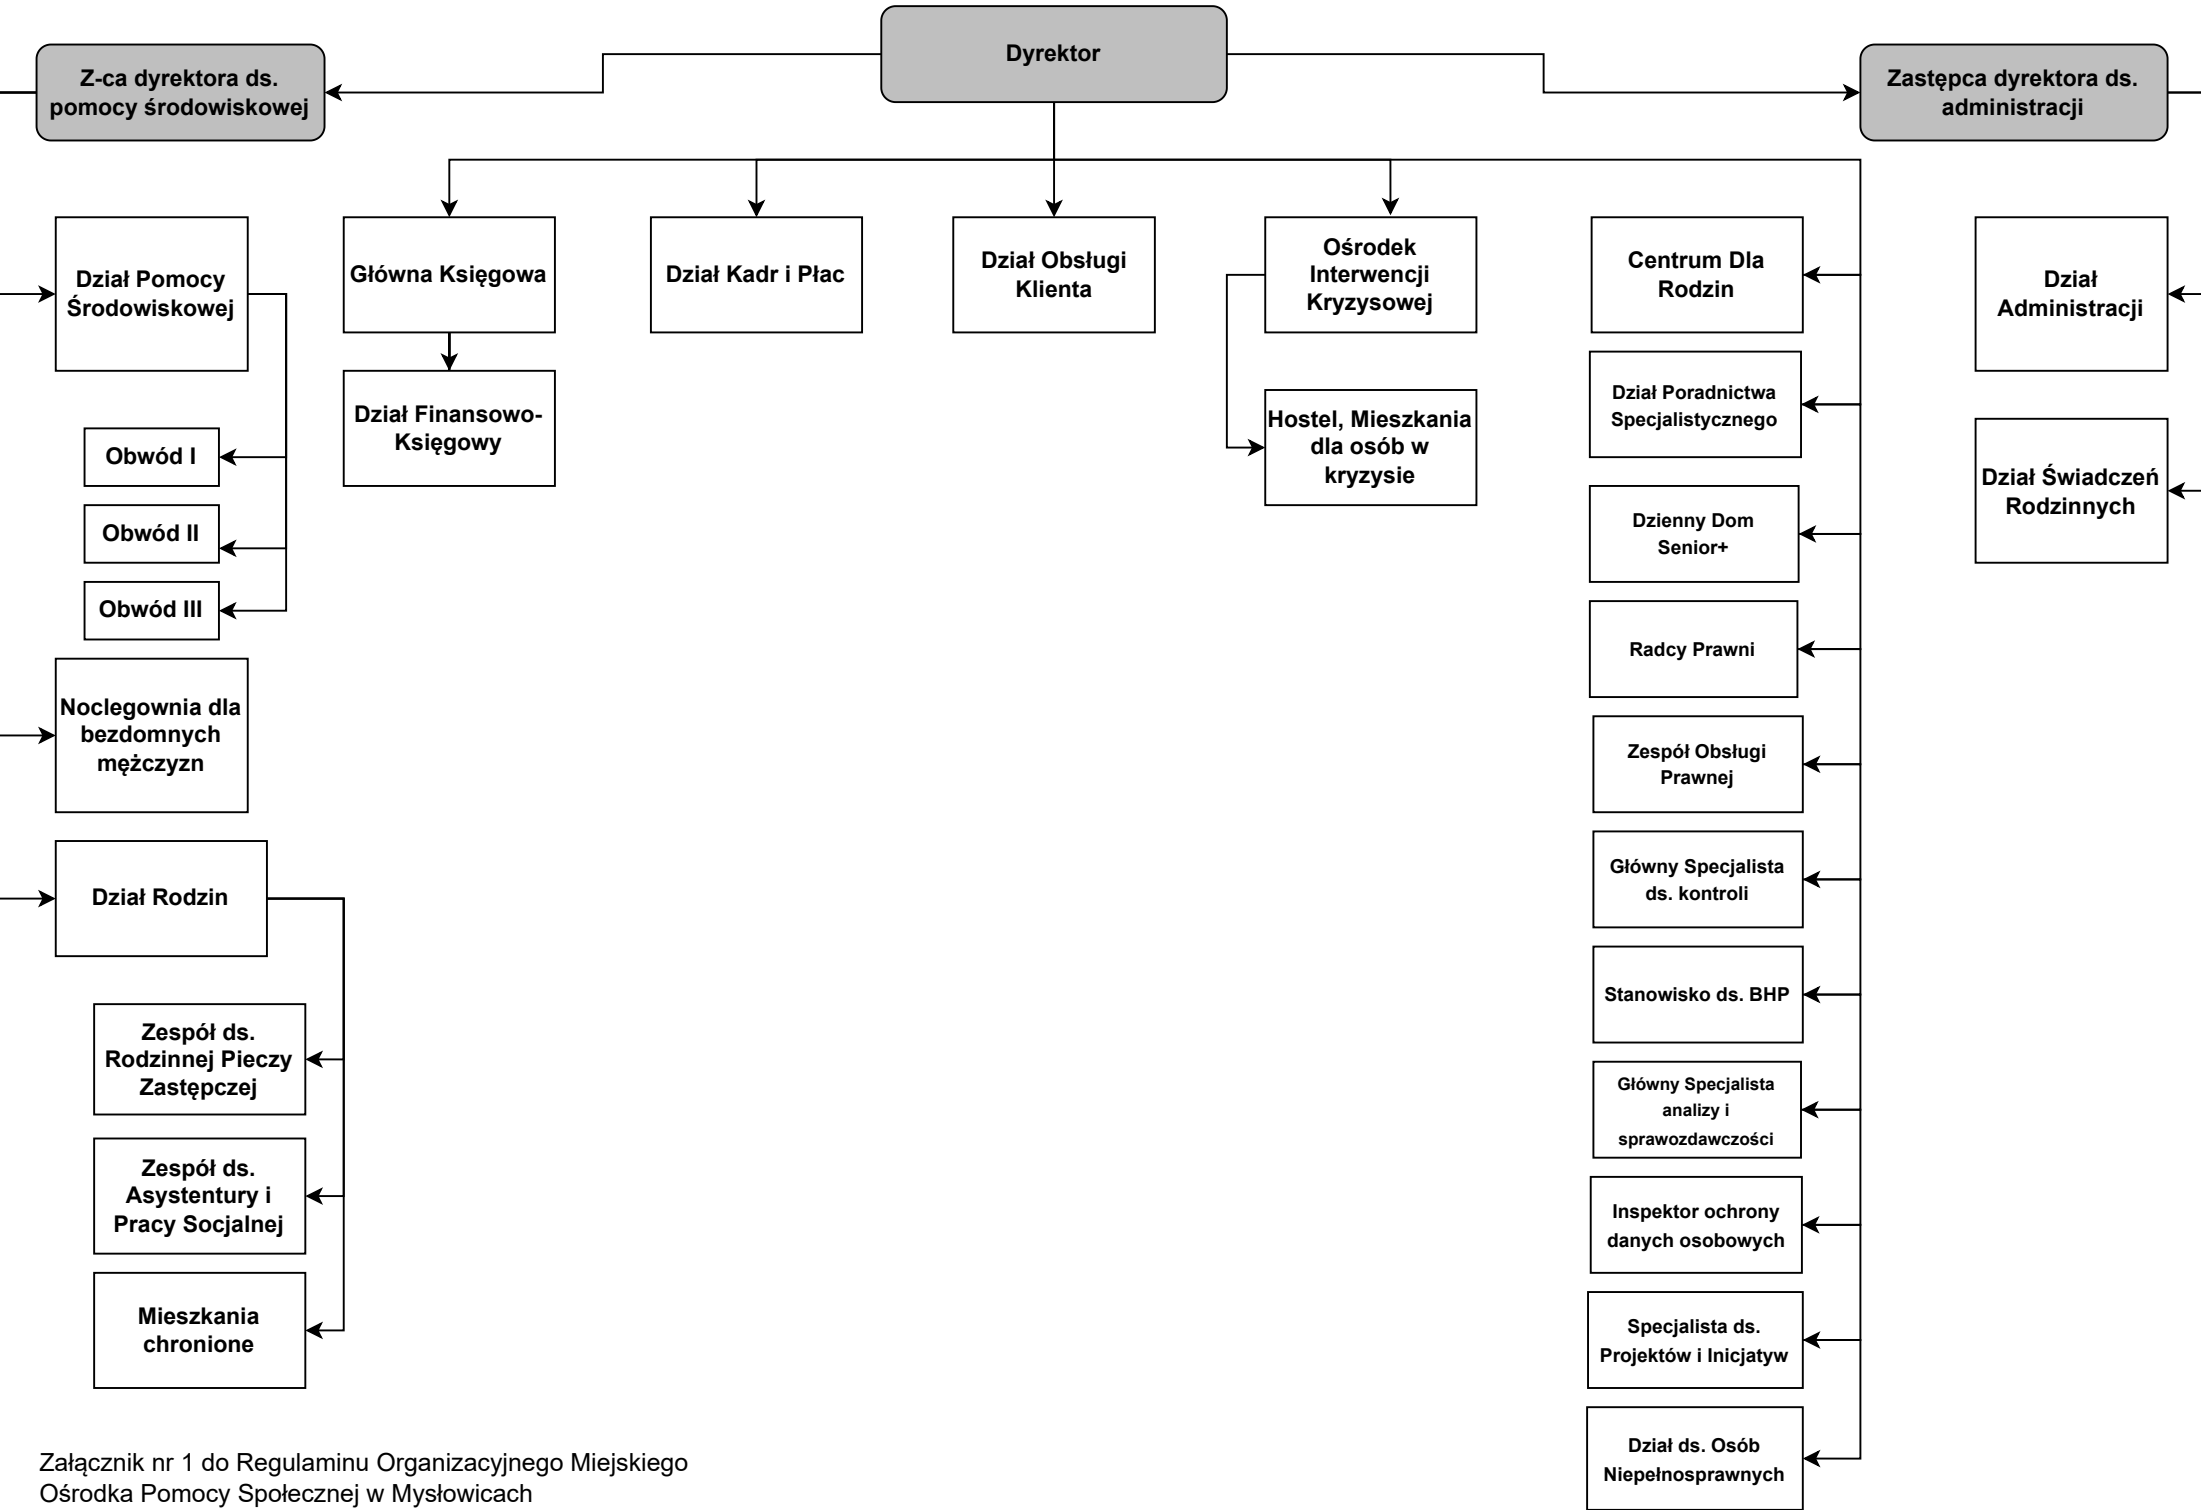 Dyrektor
Z-ca dyrektora ds.
pomocy środowiskowej
Zastępca dyrektora ds.
administracji
Dział Pomocy
Środowiskowej
Obwód I
Obwód II
Obwód III
Noclegownia dla
bezdomnych
mężczyzn
Dział Rodzin
Zespół ds.
Rodzinnej Pieczy
Zastępczej
Zespół ds.
Asystentury i
Pracy Socjalnej
Mieszkania
chronione
Główna Księgowa
Dział Finansowo-
Księgowy
Dział Kadr i Płac
Dział Obsługi
Klienta
Ośrodek
Interwencji
Kryzysowej
Hostel, Mieszkania
dla osób w
kryzysie
Centrum Dla
Rodzin
Dział Poradnictwa
Specjalistycznego
Dzienny Dom
Senior+
Radcy Prawni
Zespół Obsługi
Prawnej
Główny Specjalista
ds. kontroli
Stanowisko ds. BHP
Główny Specjalista
analizy i
sprawozdawczości
Inspektor ochrony
danych osobowych
Specjalista ds.
Projektów i Inicjatyw
Dział ds. Osób
Niepełnosprawnych
Dział
Administracji
Dział Świadczeń
Rodzinnych
Załącznik nr 1 do Regulaminu Organizacyjnego Miejskiego
Ośrodka Pomocy Społecznej w Mysłowicach